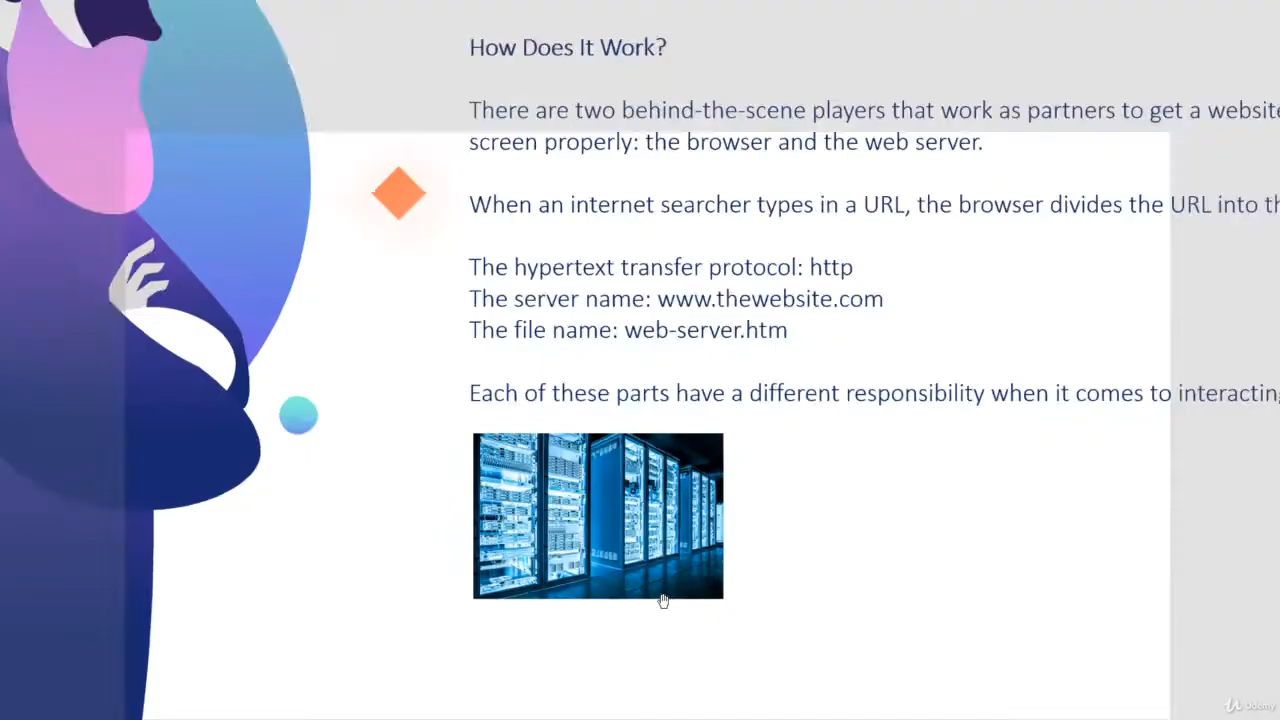 How Does It Work?
There are two behind-the-scene players that work as partners to get a website
screen properly: the browser and the web server.
When an internet searcher types in a URL, the browser divides the URL into
The hypertext transfer protocol: http
The server name: www.thewebsite.com
The file name: web-server.htm
Each of these parts have a different responsibility when it comes to interacting
Udemy